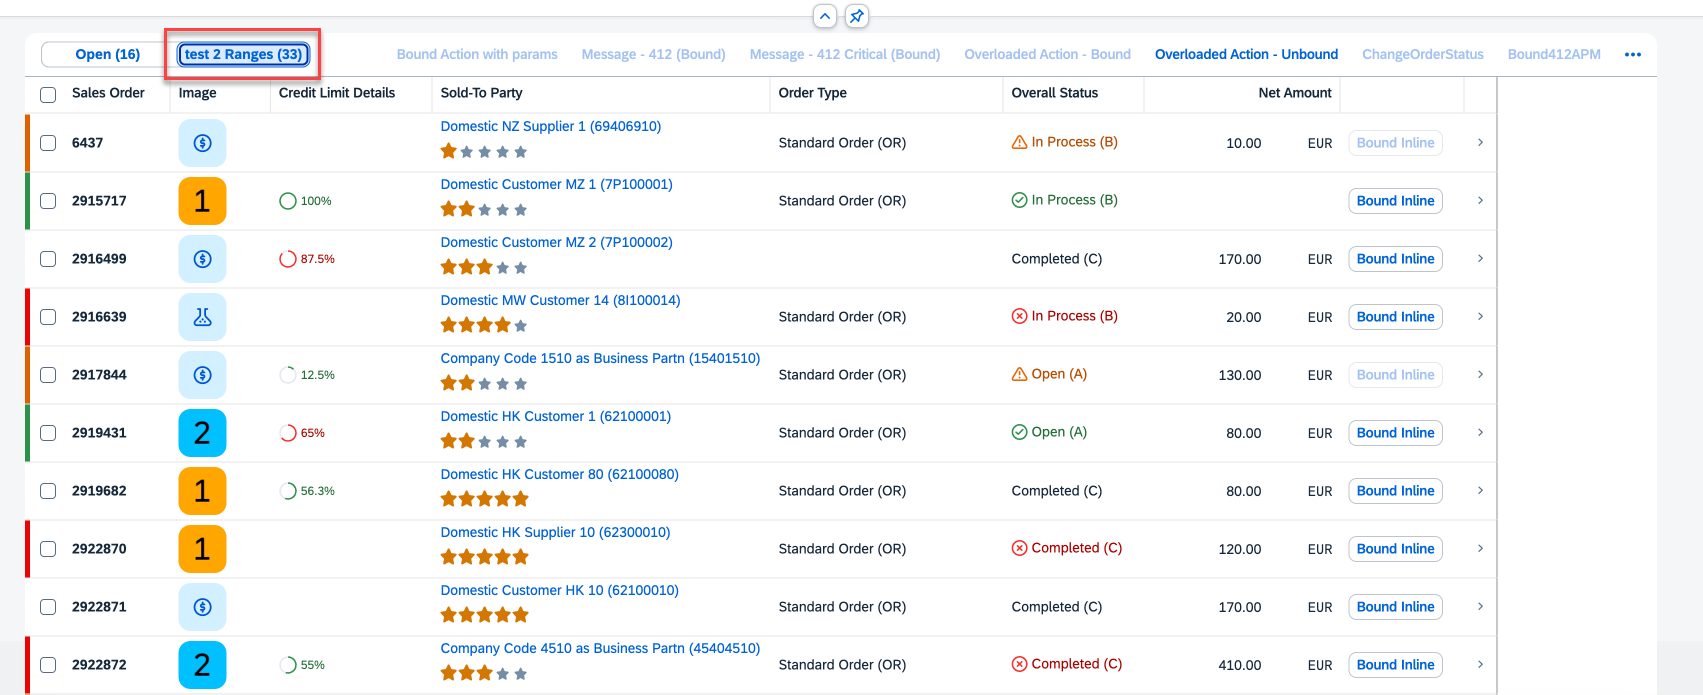 Open (16) test 2 Ranges (33) Bound Action with params Message - 412 (Bound) Message - 412 Critical (Bound) Overloaded Action - Bound Overloaded Action - Unbound ChangeOrderStatus Bound412APM •••
Sales Order Image Credit Limit Details Sold-To Party Order Type Overall Status Net Amount
Domestic NZ Supplier 1 (69406910)
6437 Standard Order (OR) In Process (B) 10.00 EUR Bound Inline
Domestic Customer MZ 1 (7P100001)
2915717 1 100% Standard Order (OR) In Process (B) Bound Inline
Domestic Customer MZ 2 (7P100002)
2916499 87.5% Completed (C) 170.00 EUR Bound Inline
Domestic MW Customer 14 (8I100014)
2916639 Standard Order (OR) In Process (B) 20.00 EUR Bound Inline
Company Code 1510 as Business Partn (15401510)
2917844 12.5% Standard Order (OR) Open (A) 130.00 EUR Bound Inline
Domestic HK Customer 1 (62100001)
2919431 2 65% Standard Order (OR) Open (A) 80.00 EUR Bound Inline
Domestic HK Customer 80 (62100080)
2919682 1 56.3% Standard Order (OR) Completed (C) 80.00 EUR Bound Inline
Domestic HK Supplier 10 (62300010)
2922870 1 Standard Order (OR) Completed (C) 120.00 EUR Bound Inline
Domestic Customer HK 10 (62100010)
2922871 Standard Order (OR) Completed (C) 170.00 EUR Bound Inline
Company Code 4510 as Business Partn (45404510)
2922872 2 55% Standard Order (OR) Completed (C) 410.00 EUR Bound Inline